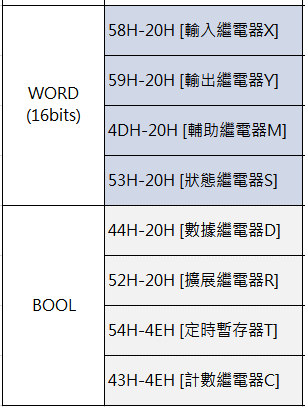 WORD
(16bits)
58H-20H [輸入繼電器X]
59H-20H [輸出繼電器Y]
4DH-20H [輔助繼電器M]
53H-20H [狀態繼電器S]
BOOL
44H-20H [數據繼電器D]
52H-20H [擴展繼電器R]
54H-4EH [定時暫存器T]
43H-4EH [計數繼電器C]